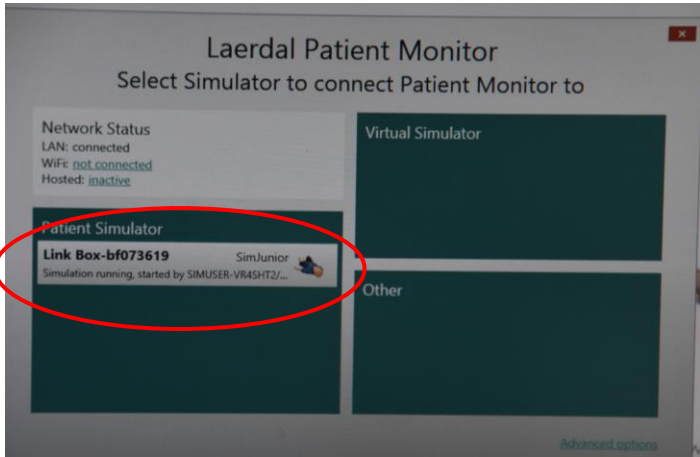 Laerdal Patient Monitor
Select Simulator to connect Patient Monitor to
Network Status
LAN: connected
WiFi: not connected
Hosted: inactive
Virtual Simulator
Patient Simulator
Link Box-bf073619 SimJunior
Simulation running, started by SIMUSER-VR4SHT2/...
Other
Advanced options